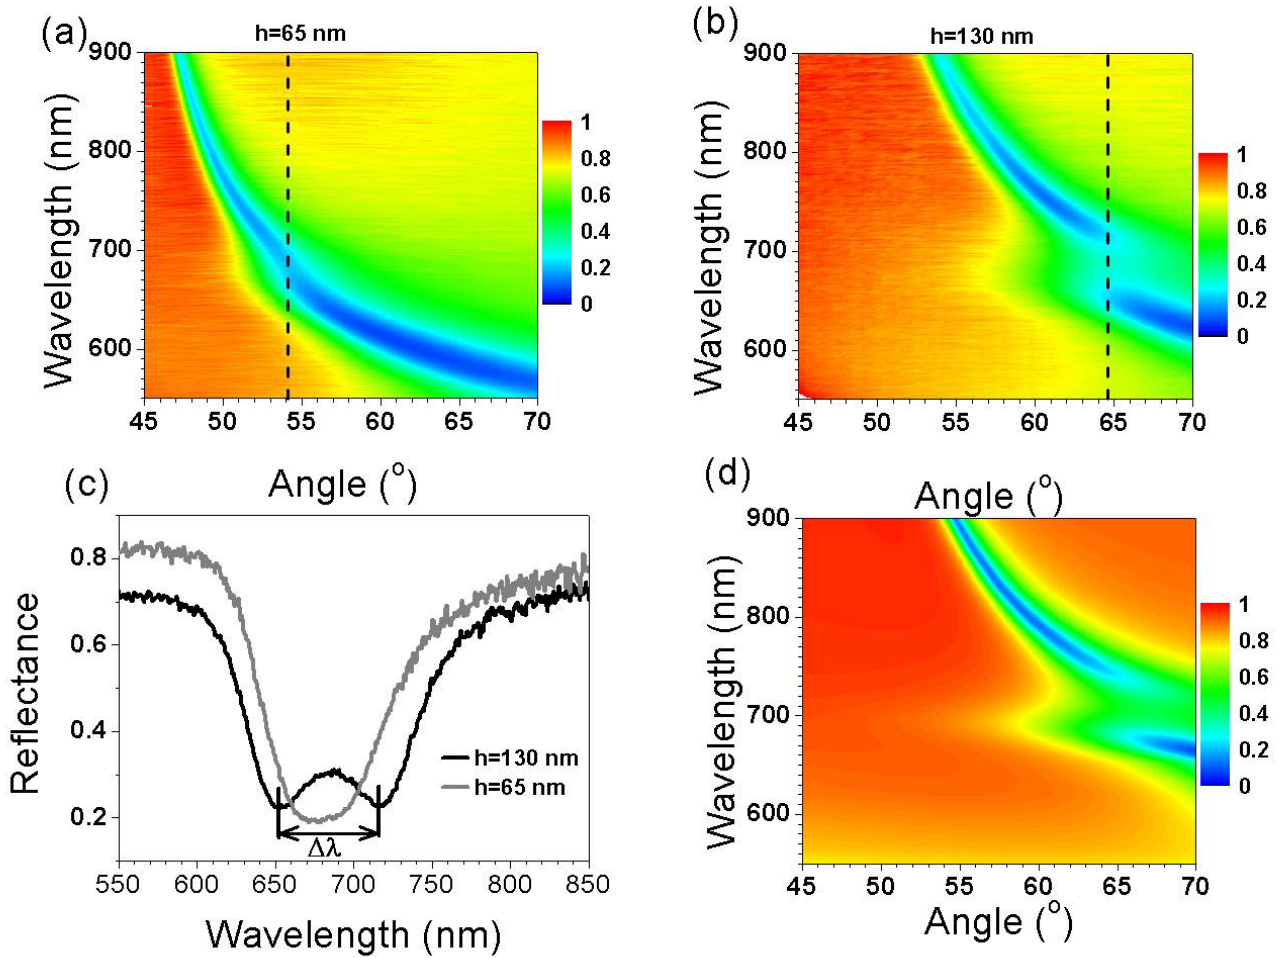 (a)
h=65 nm
Wavelength (nm)
900
800
700
600
45 50 55 60 65 70
Angle (°)
1
0.8
0.6
0.4
0.2
0
(b)
h=130 nm
Wavelength (nm)
900
800
700
600
45 50 55 60 65 70
Angle (°)
1
0.8
0.6
0.4
0.2
0
(c)
Reflectance
0.8
0.6
0.4
0.2
h=130 nm
h=65 nm
Δλ
550 600 650 700 750 800 850
Wavelength (nm)
(d)
Wavelength (nm)
900
800
700
600
45 50 55 60 65 70
Angle (°)
1
0.8
0.6
0.4
0.2
0